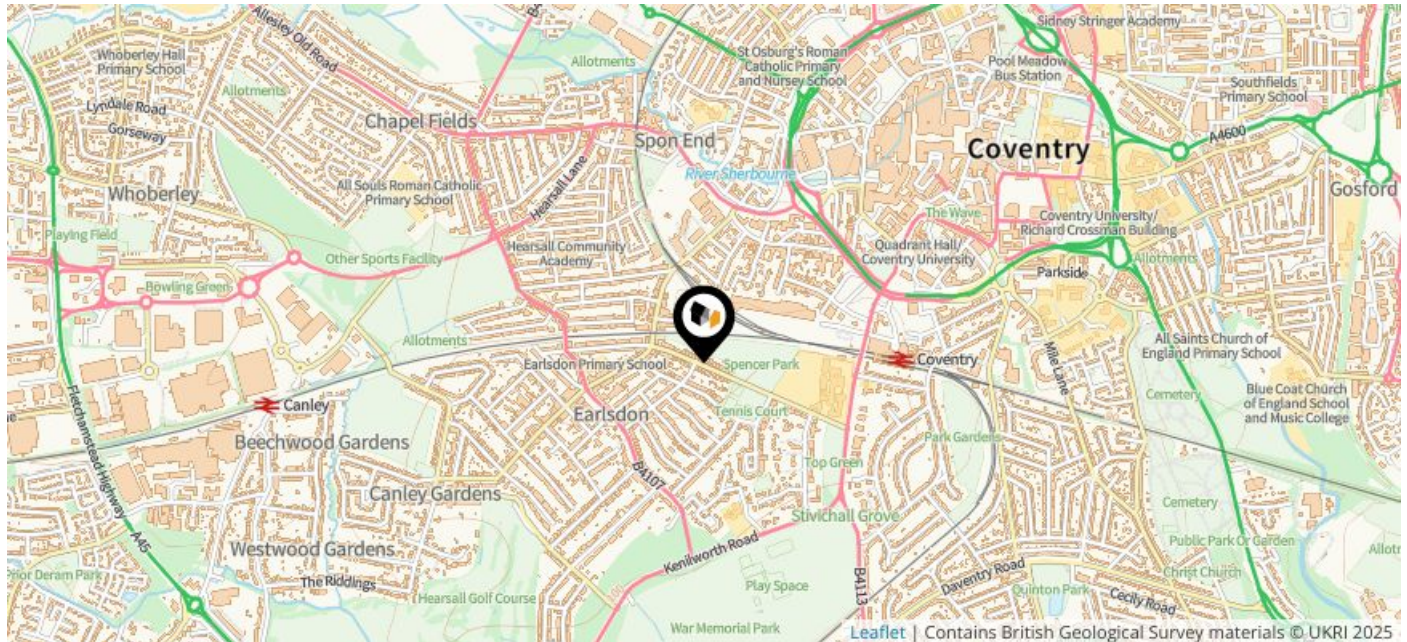 Allesley Old Road
B4
Sidney Stringer Academy
Whoberley Hall
Primary School
Allotments
St Osburg's Roman
Catholic Primary
and Nursey School
Pool Meadow
Bus Station
Allotments
Southfields
Primary School
Lyndale Road
Gorseway
Chapel Fields
Spon End
Coventry
A4600
River Sherbourne
Whoberley
All Souls Roman Catholic
Primary School
Hearsall Lane
Gosford
The Wave
Coventry University/
Richard Crossman Building
Playing Field
Hearsall Community
Academy
Quadrant Hall/
Coventry University
Other Sports Facility
Allotments
Parkside
Bowling Green
Allotments
All Saints Church of
England Primary School
Earlsdon Primary School
Spencer Park
Coventry
Mile Lane
Fletchamstead Highway
Canley
Earlsdon
Tennis Court
Cemetery
Blue Coat Church
of England School
and Music College
Beechwood Gardens
Park Gardens
B4107
Top Green
Canley Gardens
Cemetery
Stivichall Grove
A45
Westwood Gardens
Kenilworth Road
Public Park Or Garden
The Riddings
Prior Deram Park
Play Space
B4113
Daventry Road
Christ Church
Quinton Park
Cecily Road
Hearsall Golf Course
War Memorial Park
Leaflet | Contains British Geological Survey materials © UKRI 2025